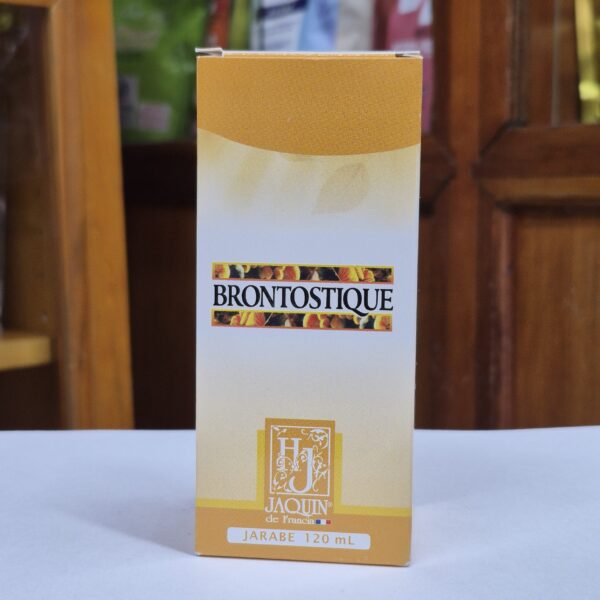 BRONTOSTIQUE
HJ
JAQUIN®
de Francia
JARABE 120 mL